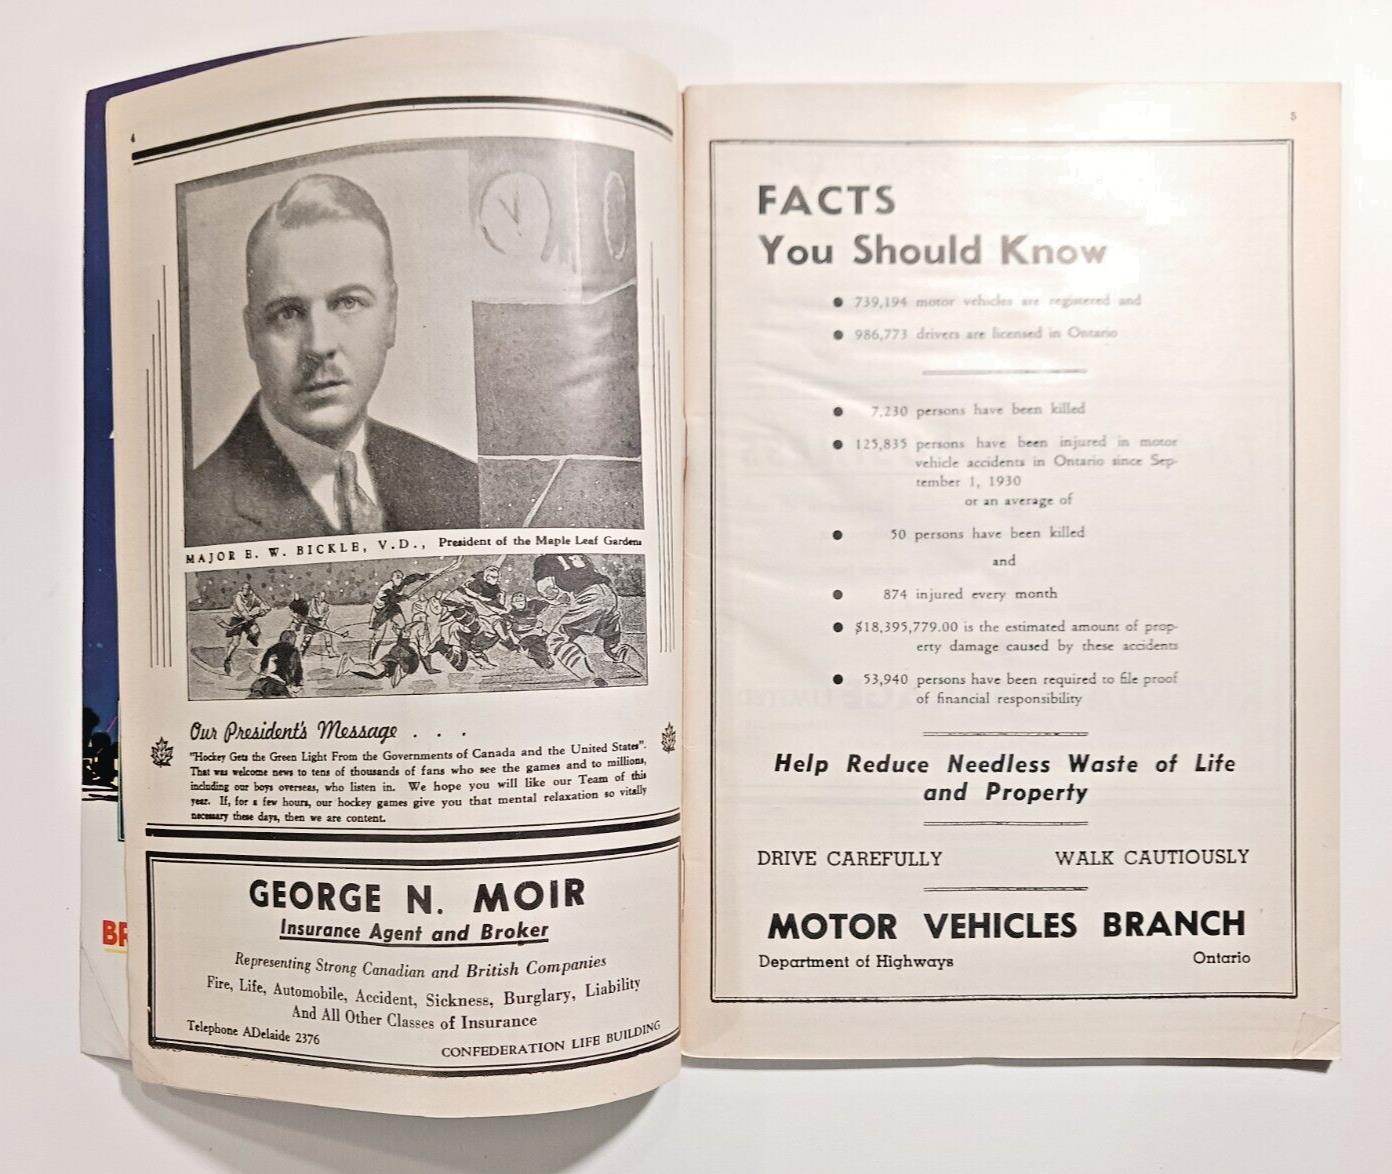 4
MAJOR E. W. BICKLE, V.D., President of the Maple Leaf Gardens
Our President's Message . . .
"Hockey Gets the Green Light From the Governments of Canada and the United States".
That was welcome news to tens of thousands of fans who see the games and to millions,
including our boys overseas, who listen in. We hope you will like our Team of this
year. If, for a few hours, our hockey games give you that mental relaxation so vitally
necessary these days, then we are content.
GEORGE N. MOIR
Insurance Agent and Broker
Representing Strong Canadian and British Companies
Fire, Life, Automobile, Accident, Sickness, Burglary, Liability
And All Other Classes of Insurance
Telephone ADelaide 2376
CONFEDERATION LIFE BUILDING
BR
5
FACTS
You Should Know
● 739,194 motor vehicles are registered and
● 986,773 drivers are licensed in Ontario
● 7,230 persons have been killed
● 125,835 persons have been injured in motor
vehicle accidents in Ontario since Sep-
tember 1, 1930
or an average of
● 50 persons have been killed
and
● 874 injured every month
● $18,395,779.00 is the estimated amount of prop-
erty damage caused by these accidents
● 53,940 persons have been required to file proof
of financial responsibility
Help Reduce Needless Waste of Life
and Property
DRIVE CAREFULLY WALK CAUTIOUSLY
MOTOR VEHICLES BRANCH
Department of Highways Ontario